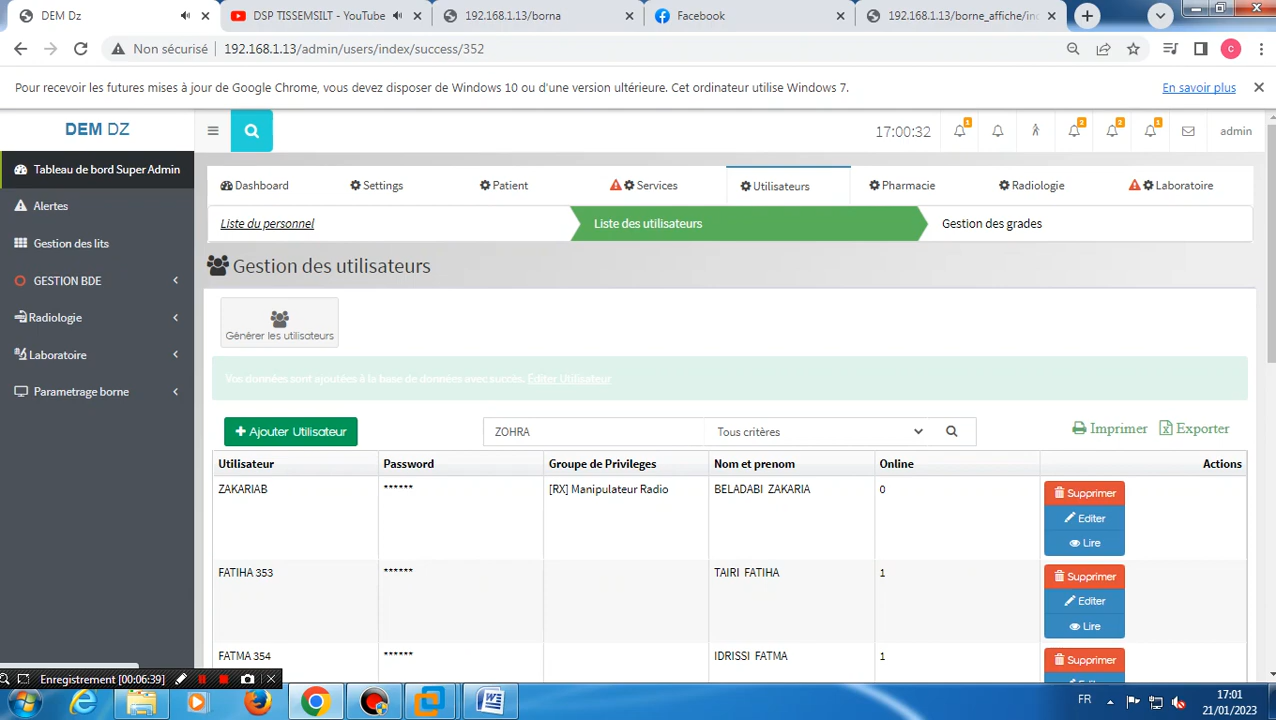 DEM Dz
DSP TISSEMSILT - YouTube
192.168.1.13/borna
Facebook
192.168.1.13/borne_affiche/in
Non sécurisé
192.168.1.13/admin/users/index/success/352
c
Pour recevoir les futures mises à jour de Google Chrome, vous devez disposer de Windows 10 ou d'une version ultérieure. Cet ordinateur utilise Windows 7.
En savoir plus
DEM DZ
17:00:32
1
2
2
1
admin
Tableau de bord Super Admin
Alertes
Gestion des lits
GESTION BDE
Radiologie
Laboratoire
Parametrage borne
Dashboard
Settings
Patient
Services
Utilisateurs
Pharmacie
Radiologie
Laboratoire
Liste du personnel
Liste des utilisateurs
Gestion des grades
Gestion des utilisateurs
Générer les utilisateurs
Vos données sont ajoutées à la base de données avec succès. Editer Utilisateur
Ajouter Utilisateur
ZOHRA
Tous critères
Imprimer
Exporter
Utilisateur Password Groupe de Privileges Nom et prenom Online Actions
ZAKARIAB ****** [RX] Manipulateur Radio BELADABI ZAKARIA 0
Supprimer
Editer
Lire
FATIHA 353 ****** TAIRI FATIHA 1
Supprimer
Editer
Lire
FATMA 354 ****** IDRISSI FATMA 1
Supprimer
Enregistrement [00:06:39]
FR
17:01
21/01/2023